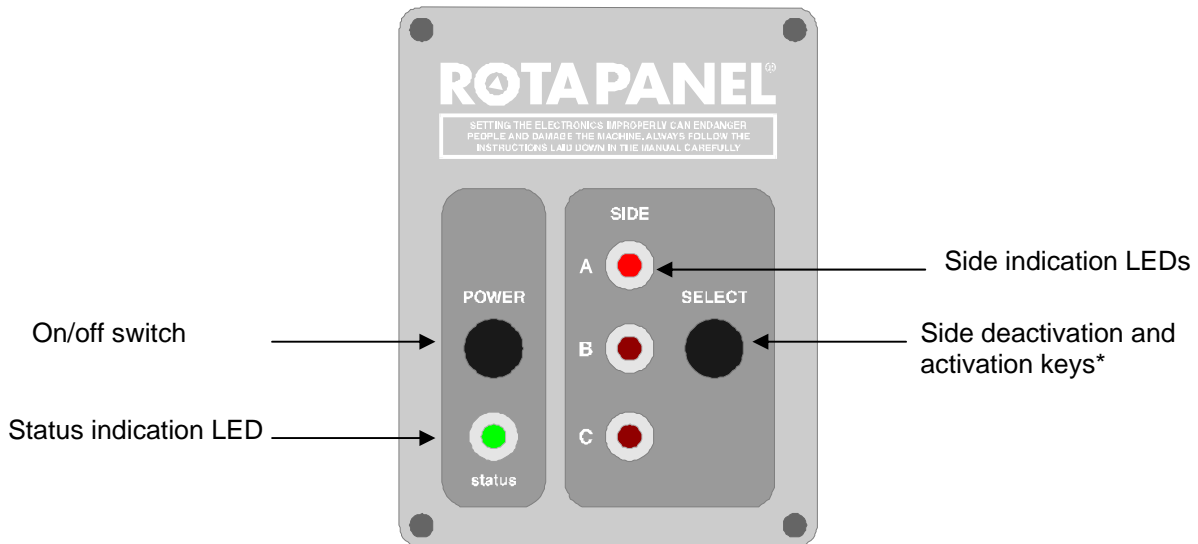 ROTAPANEL®
SETTING THE ELECTRONICS IMPROPERLY CAN ENDANGER
PEOPLE AND DAMAGE THE MACHINE, ALWAYS FOLLOW THE
INSTRUCTIONS LAID DOWN IN THE MANUAL CAREFULLY
SIDE
A
Side indication LEDs
POWER
SELECT
On/off switch
B
Side deactivation and
activation keys*
Status indication LED
C
status